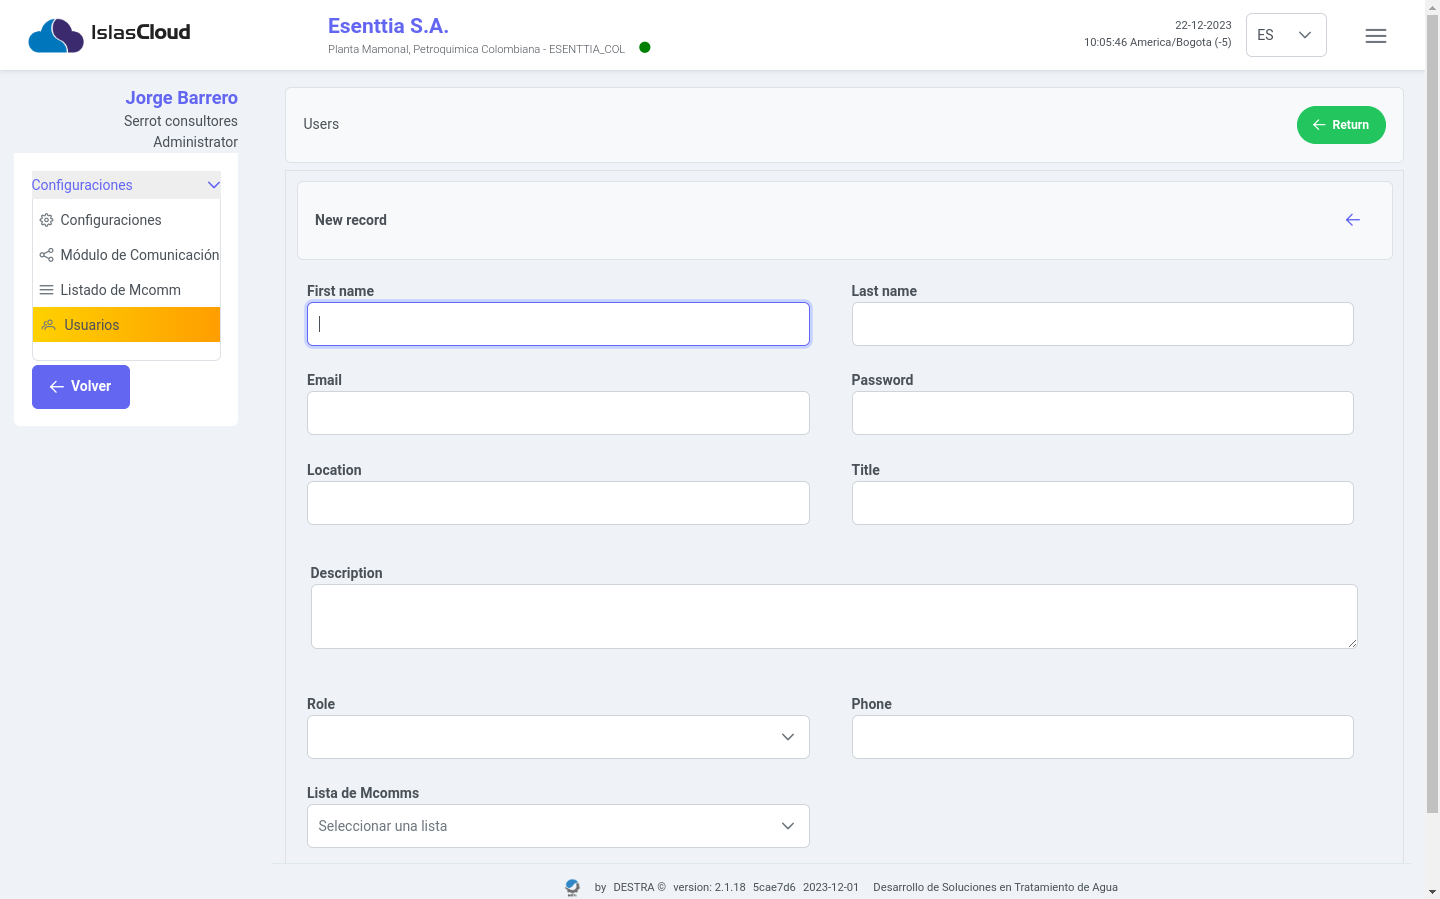 IslasCloud
Esenttia S.A.
Planta Mamonal, Petroquimica Colombiana - ESENTTIA_COL
22-12-2023
10:05:46 America/Bogota (-5)
ES
Jorge Barrero
Serrot consultores
Administrator
Configuraciones
Configuraciones
Módulo de Comunicación
Listado de Mcomm
Usuarios
Volver
Users
Return
New record
First name
Last name
Email
Password
Location
Title
Description
Role
Phone
Lista de Mcomms
Seleccionar una lista
by DESTRA © version: 2.1.18 5cae7d6 2023-12-01 Desarrollo de Soluciones en Tratamiento de Agua